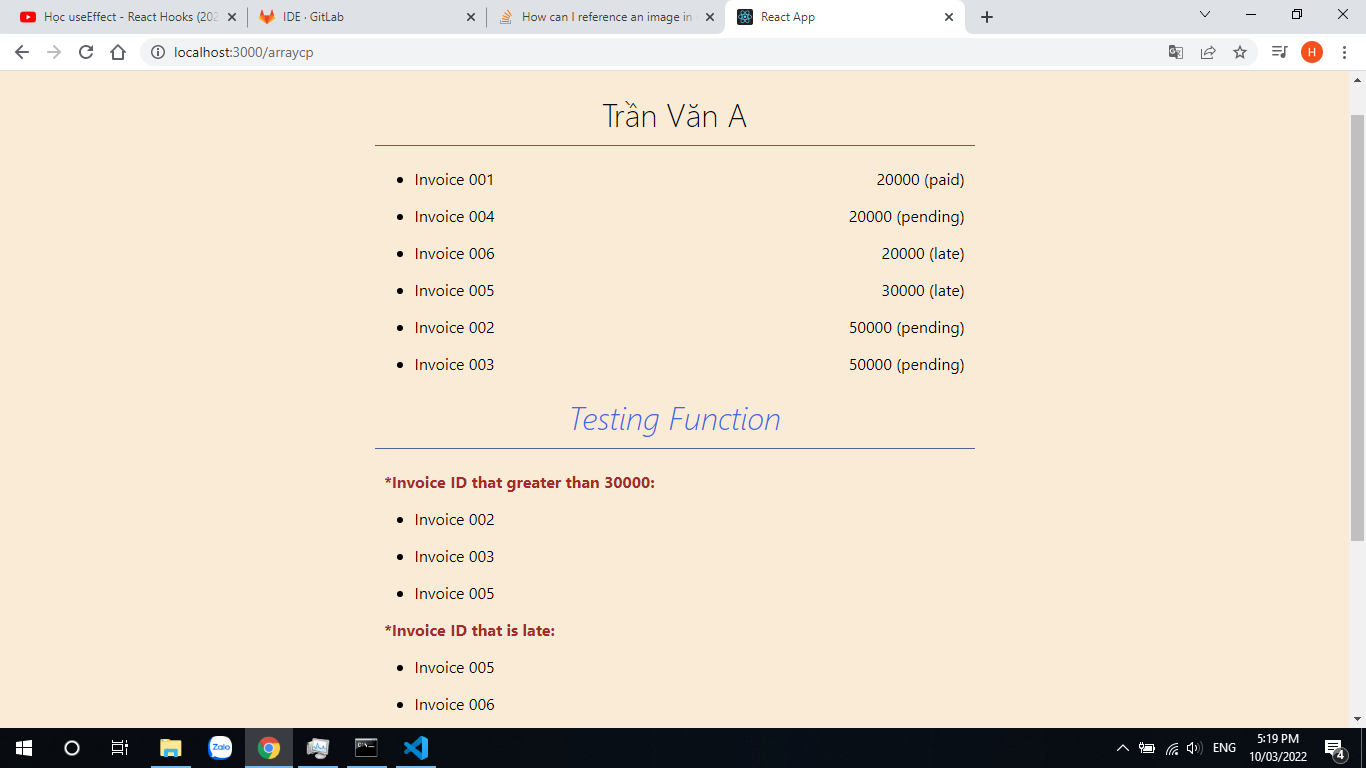 Học useEffect - React Hooks (202
IDE · GitLab
How can I reference an image in
React App
localhost:3000/arraycp
H
Trần Văn A
Invoice 001 20000 (paid)
Invoice 004 20000 (pending)
Invoice 006 20000 (late)
Invoice 005 30000 (late)
Invoice 002 50000 (pending)
Invoice 003 50000 (pending)
Testing Function
*Invoice ID that greater than 30000:
Invoice 002
Invoice 003
Invoice 005
*Invoice ID that is late:
Invoice 005
Invoice 006
Zalo
ENG
5:19 PM
10/03/2022
4